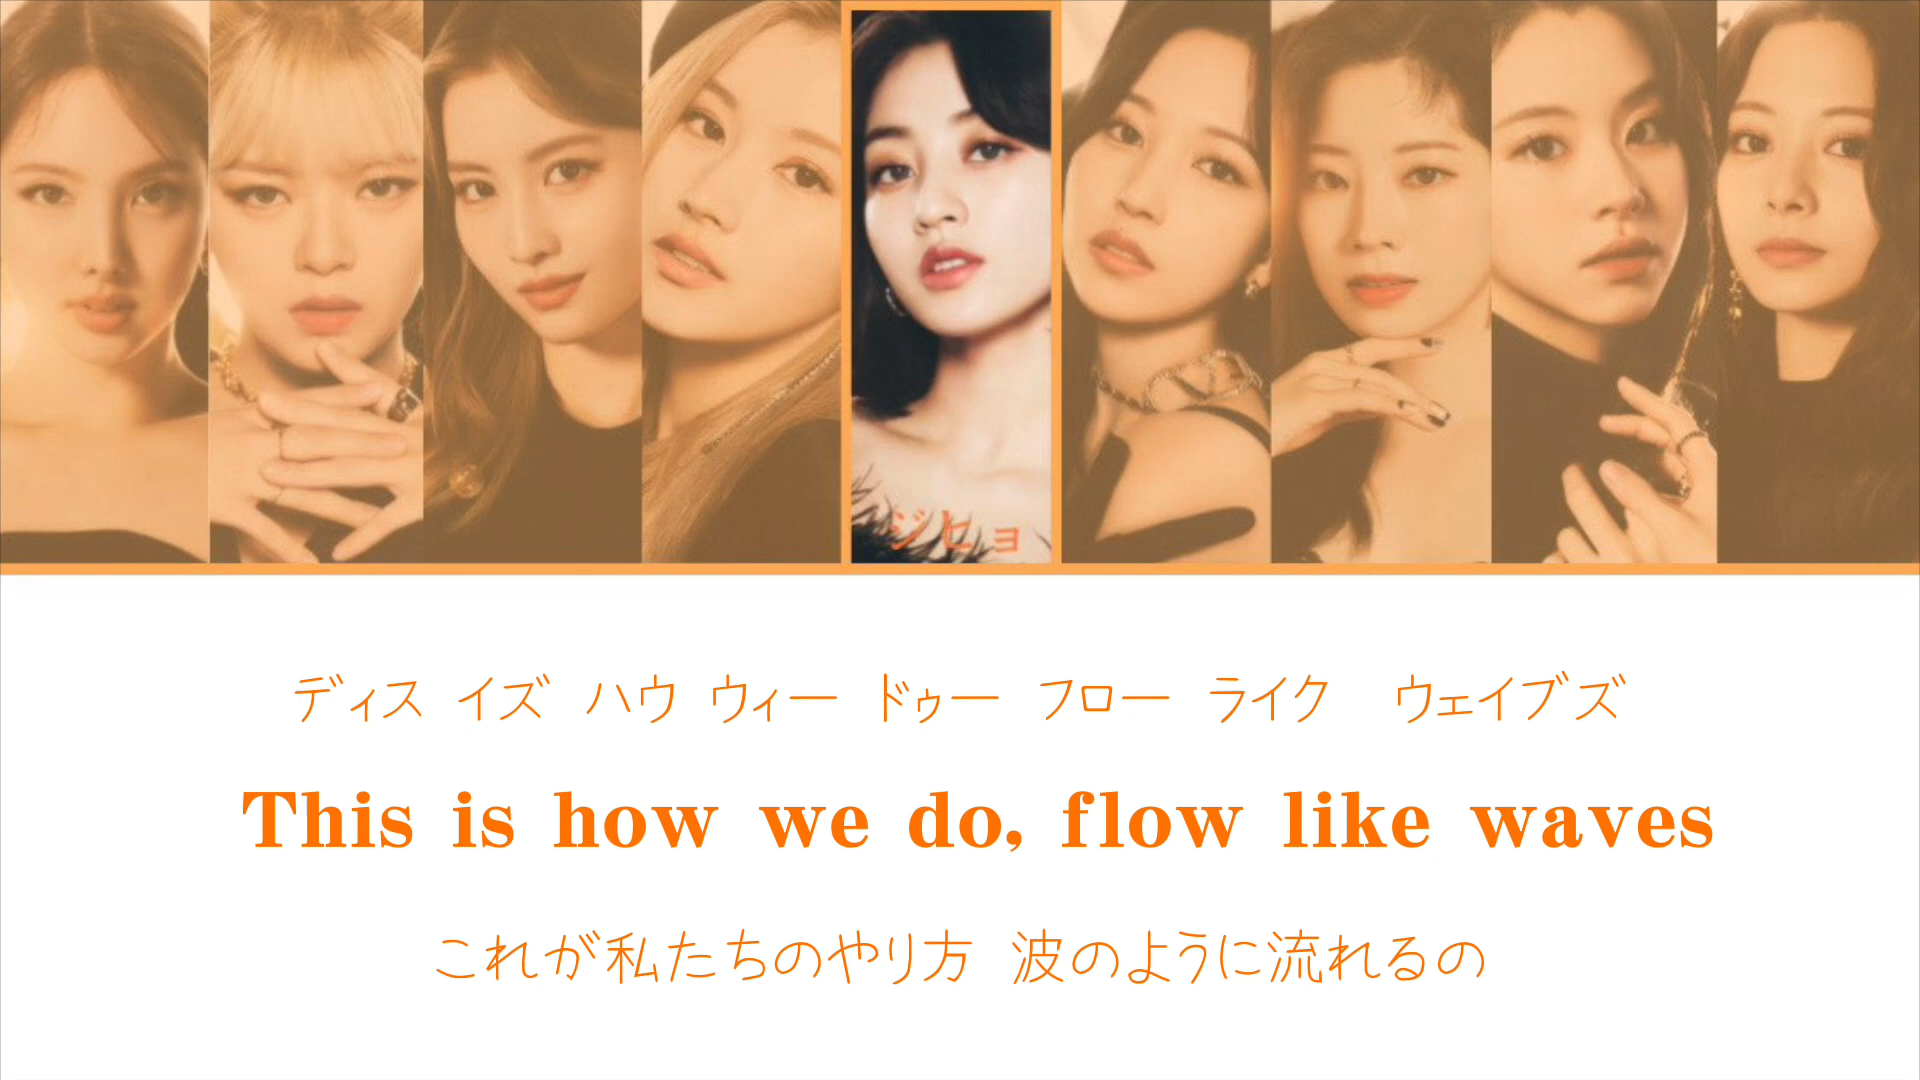 ジヒョ
ディス イズ ハウ ウィー ドゥー フロー ライク ウェイブズ
This is how we do, flow like waves
これが私たちのやり方 波のように流れるの